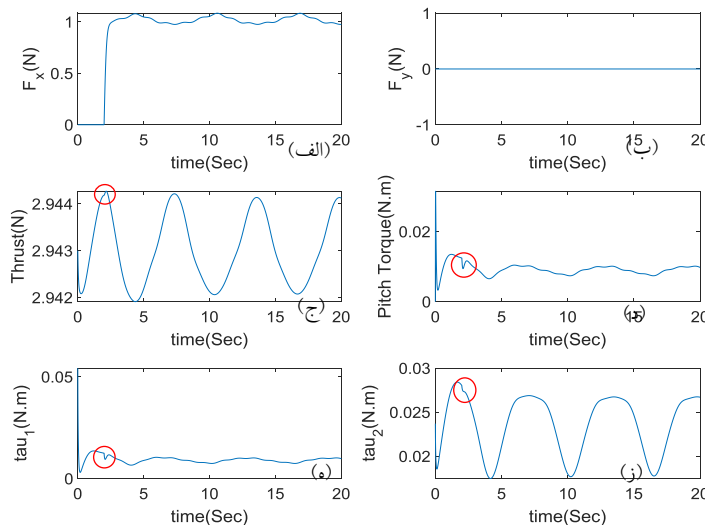 F_x(N)
1
0.5
0
0 5 10 15 20
time(Sec)
(الف)
F_y(N)
1
0
-1
0 5 10 15 20
time(Sec)
(ب)
Thrust(N)
2.944
2.943
2.942
0 5 10 15 20
time(Sec)
(ج)
Pitch Torque(N.m)
0.02
0
0 5 10 15 20
time(Sec)
(د)
tau_1(N.m)
0.05
0
0 5 10 15 20
time(Sec)
(ه)
tau_2(N.m)
0.03
0.025
0.02
0 5 10 15 20
time(Sec)
(ز)